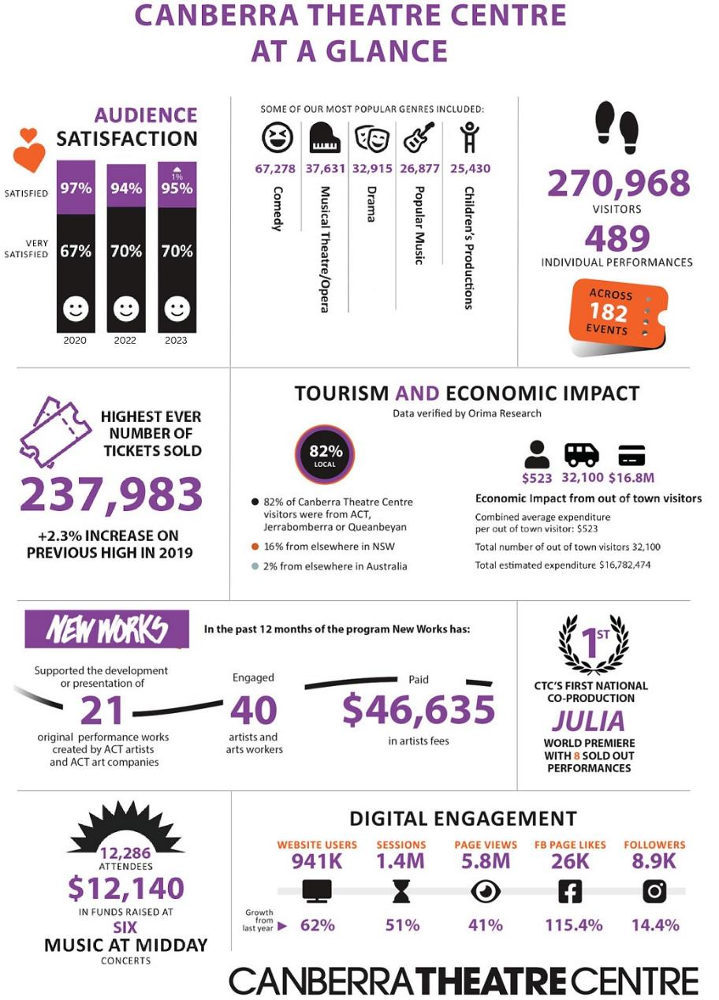 CANBERRA THEATRE CENTRE
AT A GLANCE
AUDIENCE
SATISFACTION
SATISFIED
97%
94%
1%
95%
VERY
SATISFIED
67%
70%
70%
2020
2022
2023
SOME OF OUR MOST POPULAR GENRES INCLUDED:
67,278
37,631
32,915
26,877
25,430
Comedy
Musical Theatre/Opera
Drama
Popular Music
Children's Productions
270,968
VISITORS
489
INDIVIDUAL PERFORMANCES
ACROSS
182
EVENTS
HIGHEST EVER
NUMBER OF
TICKETS SOLD
237,983
+2.3% INCREASE ON
PREVIOUS HIGH IN 2019
TOURISM AND ECONOMIC IMPACT
Data verified by Orima Research
82%
LOCAL
82% of Canberra Theatre Centre
visitors were from ACT,
Jerrabomberra or Queanbeyan
16% from elsewhere in NSW
2% from elsewhere in Australia
$523 32,100 $16.8M
Economic Impact from out of town visitors
Combined average expenditure
per out of town visitor: $523
Total number of out of town visitors 32,100
Total estimated expenditure $16,782,474
NEW WORKS
In the past 12 months of the program New Works has:
Supported the development
or presentation of
21
original performance works
created by ACT artists
and ACT art companies
Engaged
40
artists and
arts workers
Paid
$46,635
in artists fees
1ST
CTC'S FIRST NATIONAL
CO-PRODUCTION
JULIA
WORLD PREMIERE
WITH 8 SOLD OUT
PERFORMANCES
12,286
ATTENDEES
$12,140
IN FUNDS RAISED AT
SIX
MUSIC AT MIDDAY
CONCERTS
DIGITAL ENGAGEMENT
WEBSITE USERS
941K
SESSIONS
1.4M
PAGE VIEWS
5.8M
FB PAGE LIKES
26K
FOLLOWERS
8.9K
Growth
from
last year
62%
51%
41%
115.4%
14.4%
CANBERRA THEATRE CENTRE